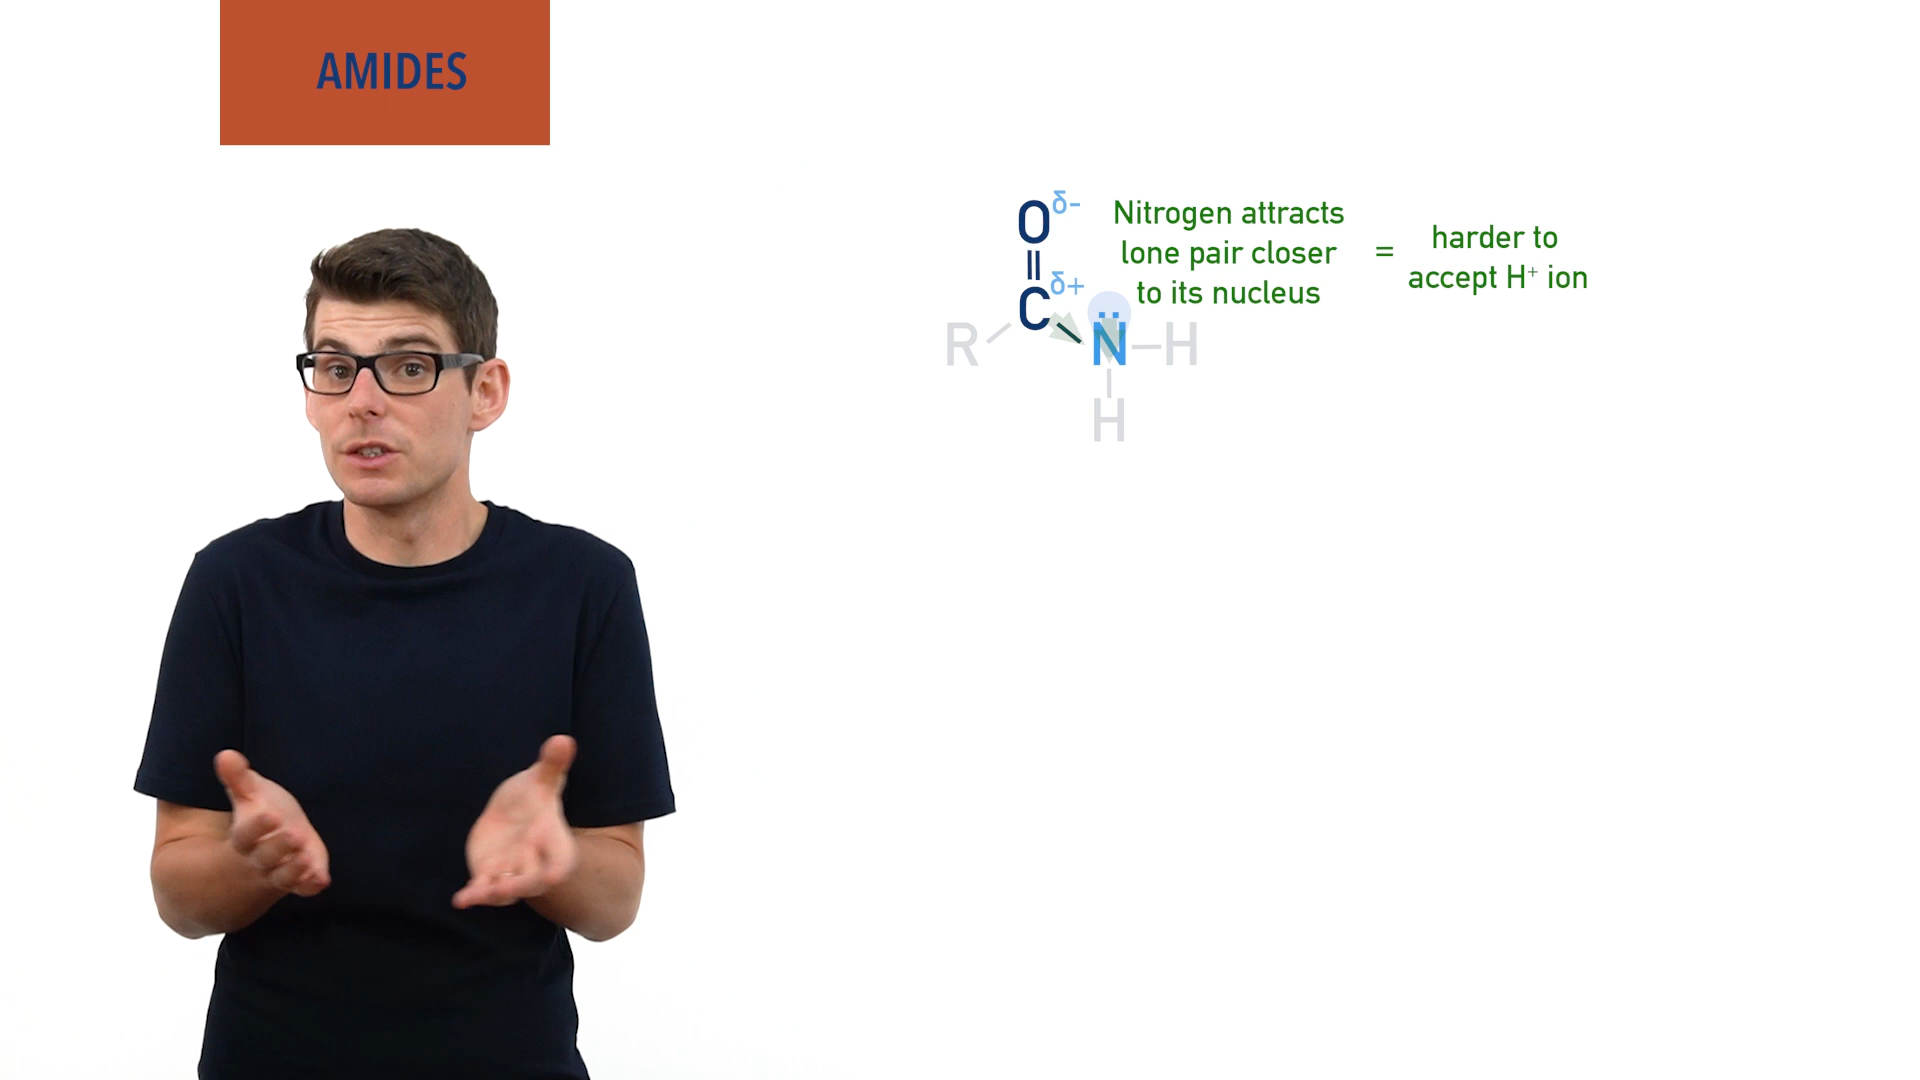 AMIDES
O δ-
Nitrogen attracts
lone pair closer
to its nucleus
=
harder to
accept H⁺ ion
C δ+
R
N
H
H